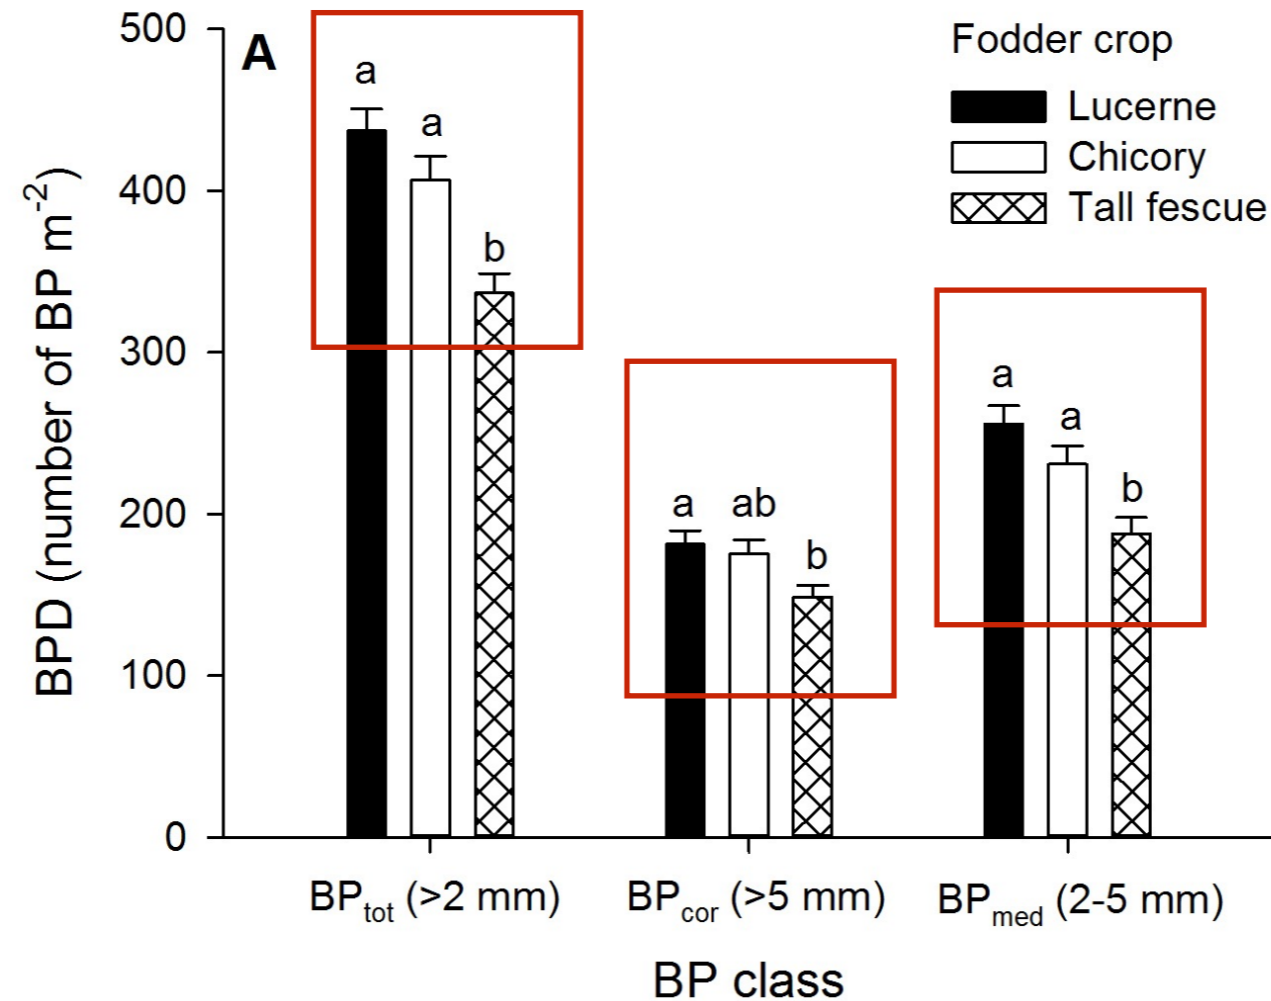 A
Fodder crop
Lucerne
Chicory
Tall fescue
BPD (number of BP m⁻²)
500
400
300
200
100
0
a
a
b
a
ab
b
a
a
b
BPtot (>2 mm)
BPcor (>5 mm)
BPmed (2-5 mm)
BP class